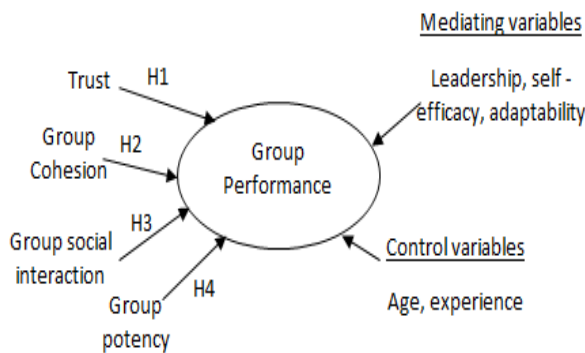 Mediating variables
Leadership, self -
efficacy, adaptability
Trust
H1
Group
Cohesion
H2
Group
Performance
Group social
interaction
H3
Group
potency
H4
Control variables
Age, experience